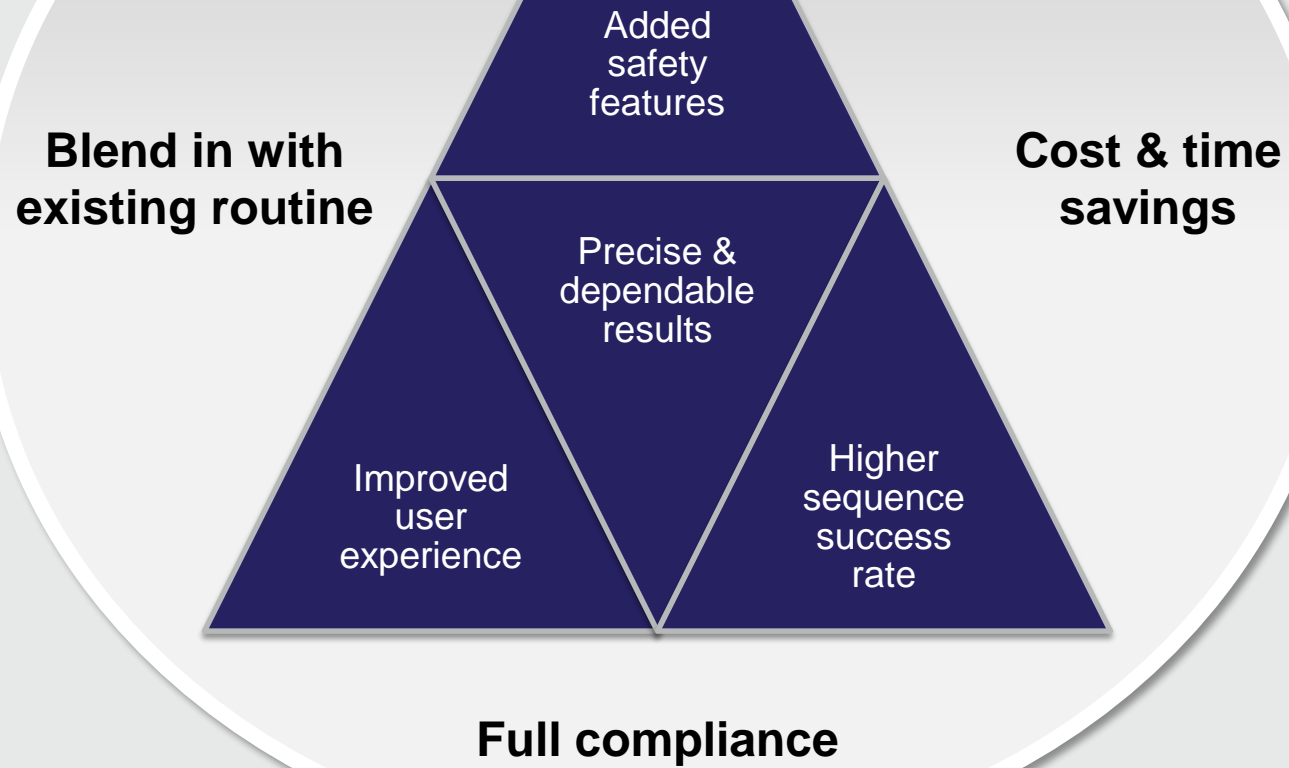 Added
safety
features
Blend in with
existing routine
Cost & time
savings
Precise &
dependable
results
Improved
user
experience
Higher
sequence
success
rate
Full compliance